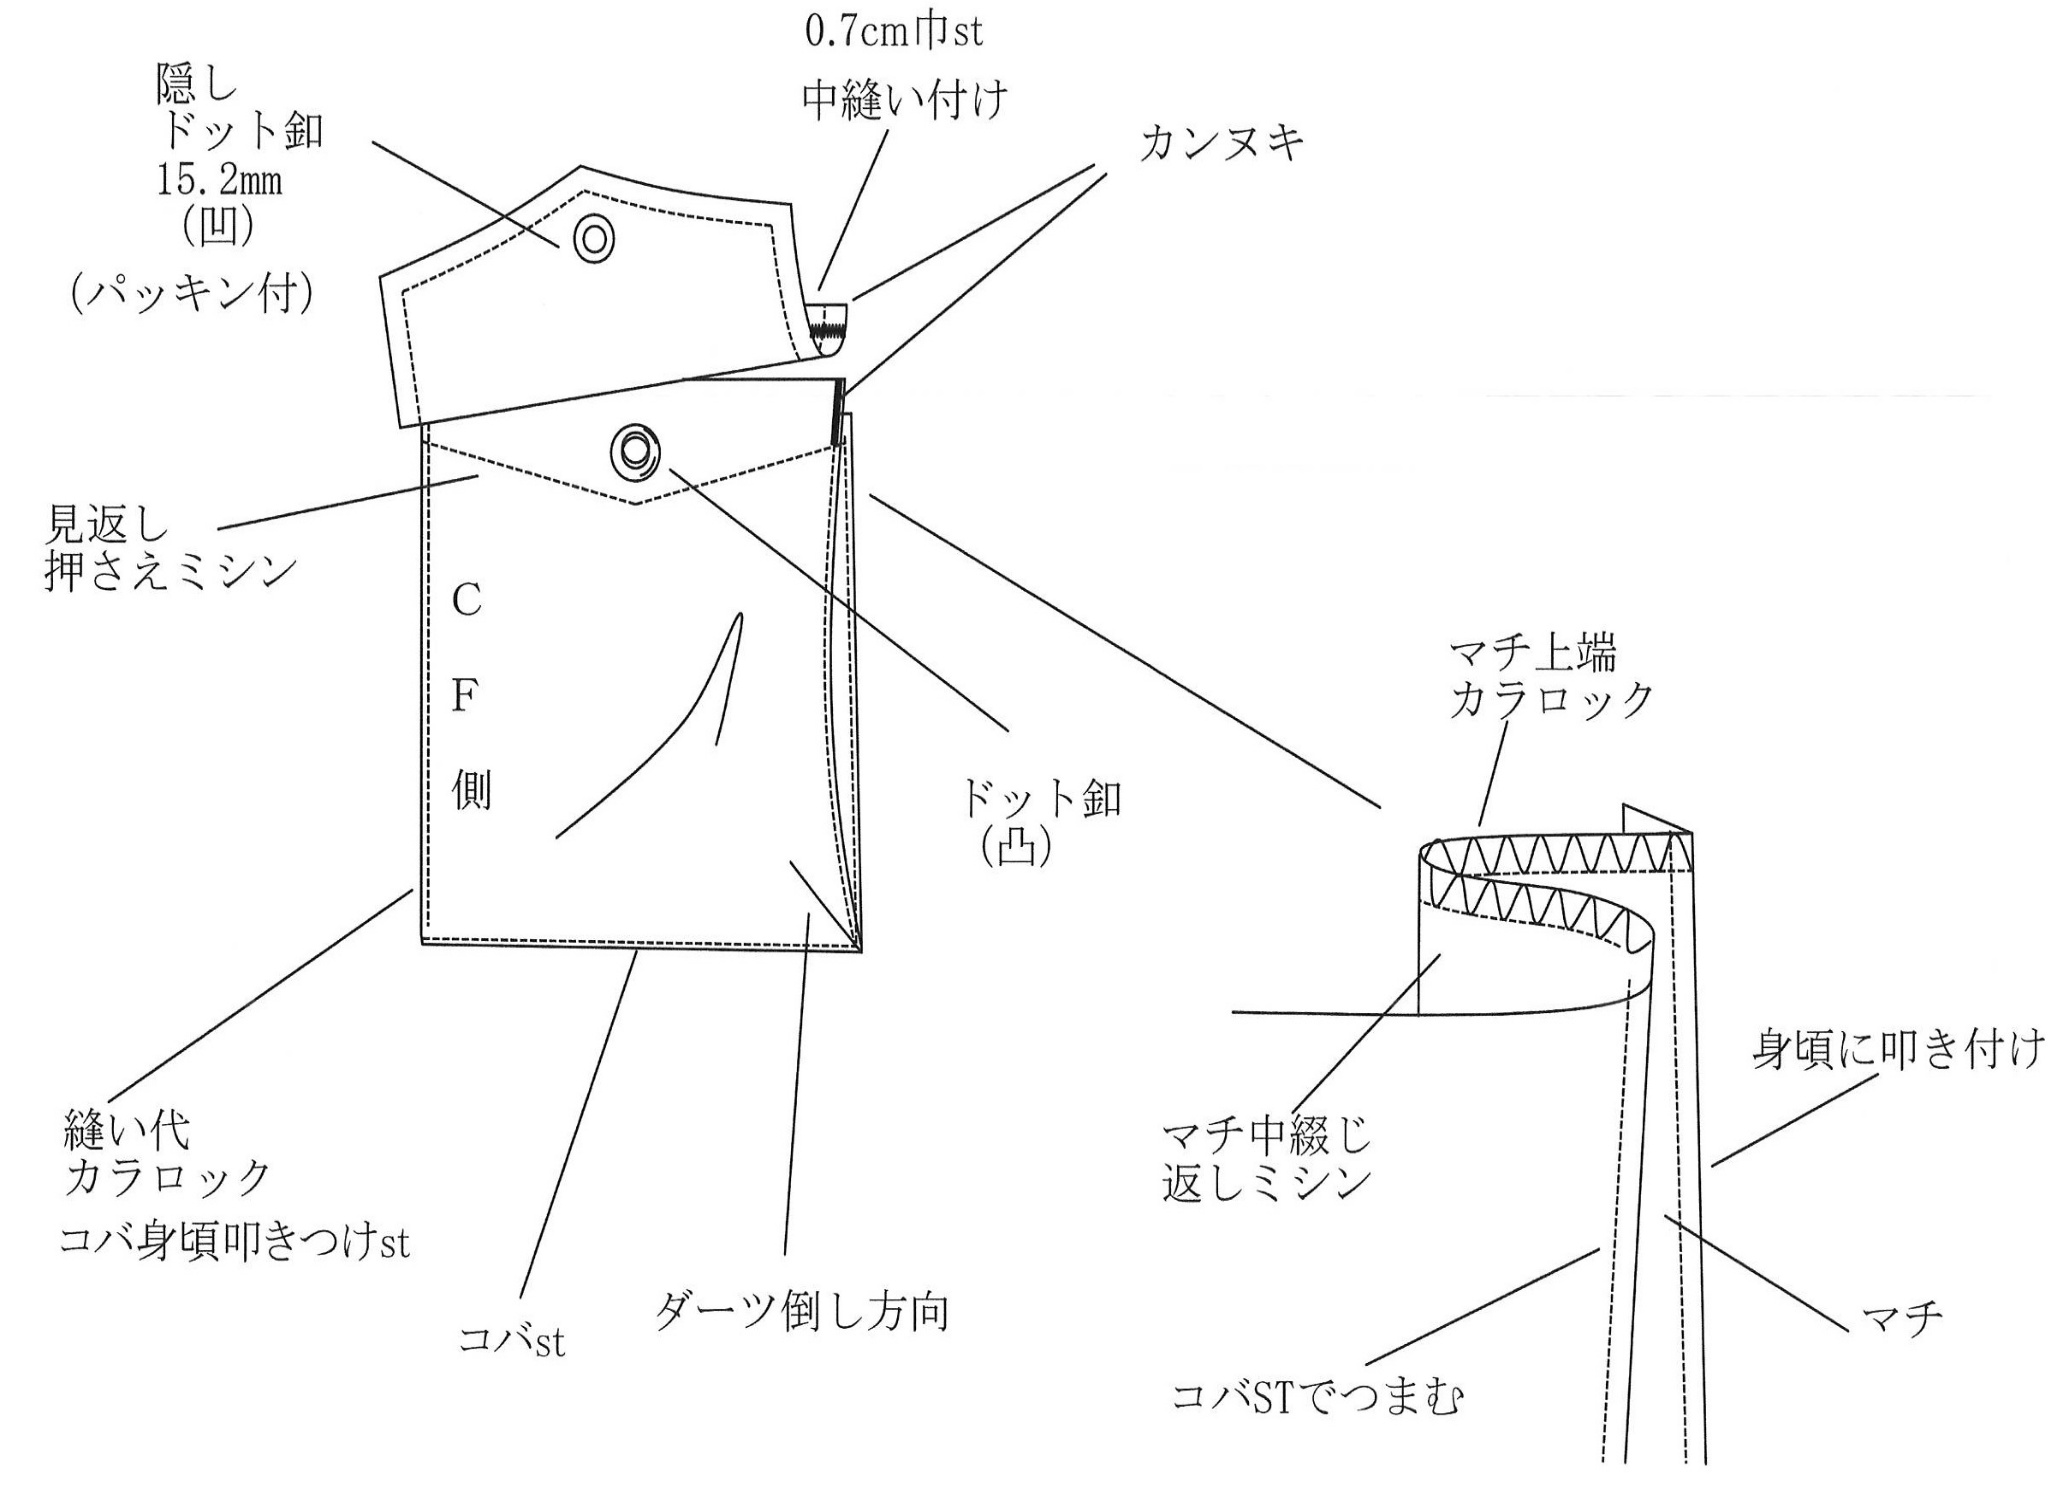 0.7cm巾st
中縫い付け
カンヌキ
隠し
ドット釦
15.2mm
(凹)
(パッキン付)
見返し
押さえミシン
C
F
側
ドット釦
(凸)
マチ上端
カラロック
身頃に叩き付け
縫い代
カラロック
コバ身頃叩きつけst
コバst
ダーツ倒し方向
マチ中綴じ
返しミシン
マチ
コバSTでつまむ